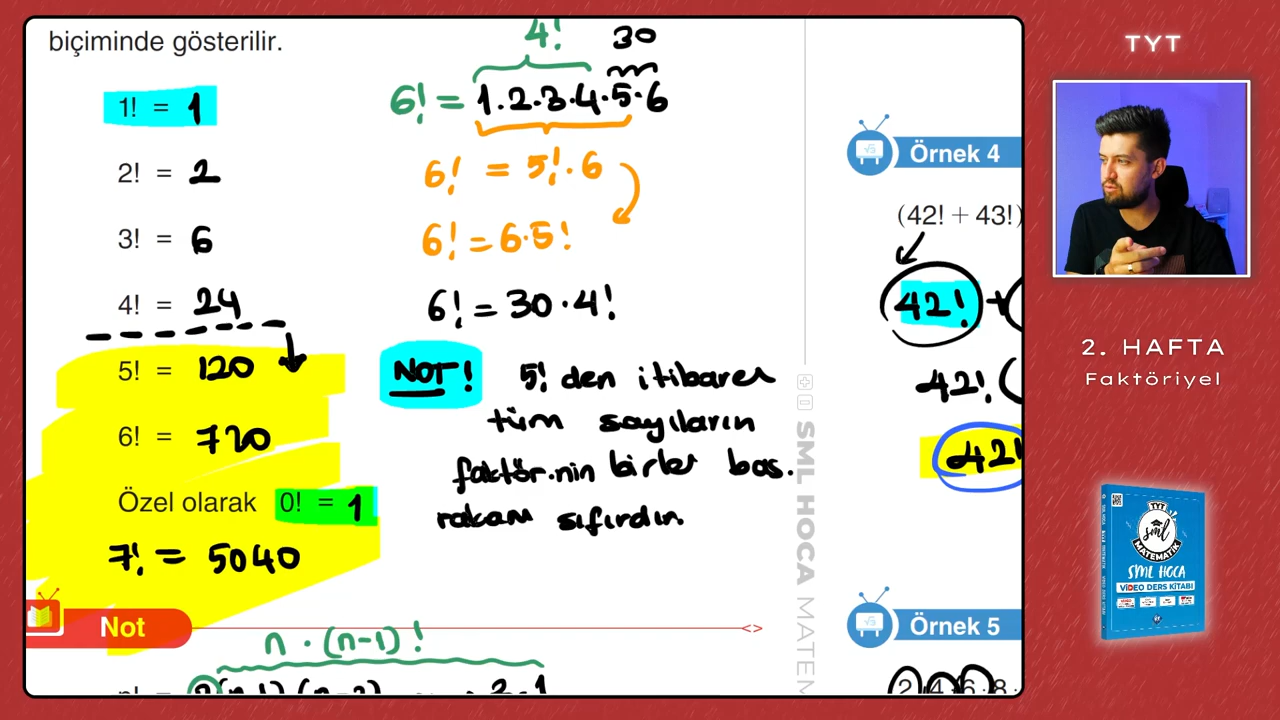 biçiminde gösterilir.
1! = 1
2! = 2
3! = 6
4! = 24
5! = 120
6! = 720
Özel olarak 0! = 1
7! = 5040
Not
n · (n-1)!
4!
30
6! = 1.2.3.4.5.6
6! = 5!.6
6! = 6.5!
6! = 30.4!
NOT! 5! den itibaren
tüm sayıların
faktör.nin birler bas.
rakam sıfırdın
SML HOCA MATEM
Örnek 4
(42! + 43!)
42! +
42! (
42!
Örnek 5
TYT
2. HAFTA
Faktöriyel
TYT
sml
MATEMATİK
SML HOCA
VİDEO DERS KİTABI